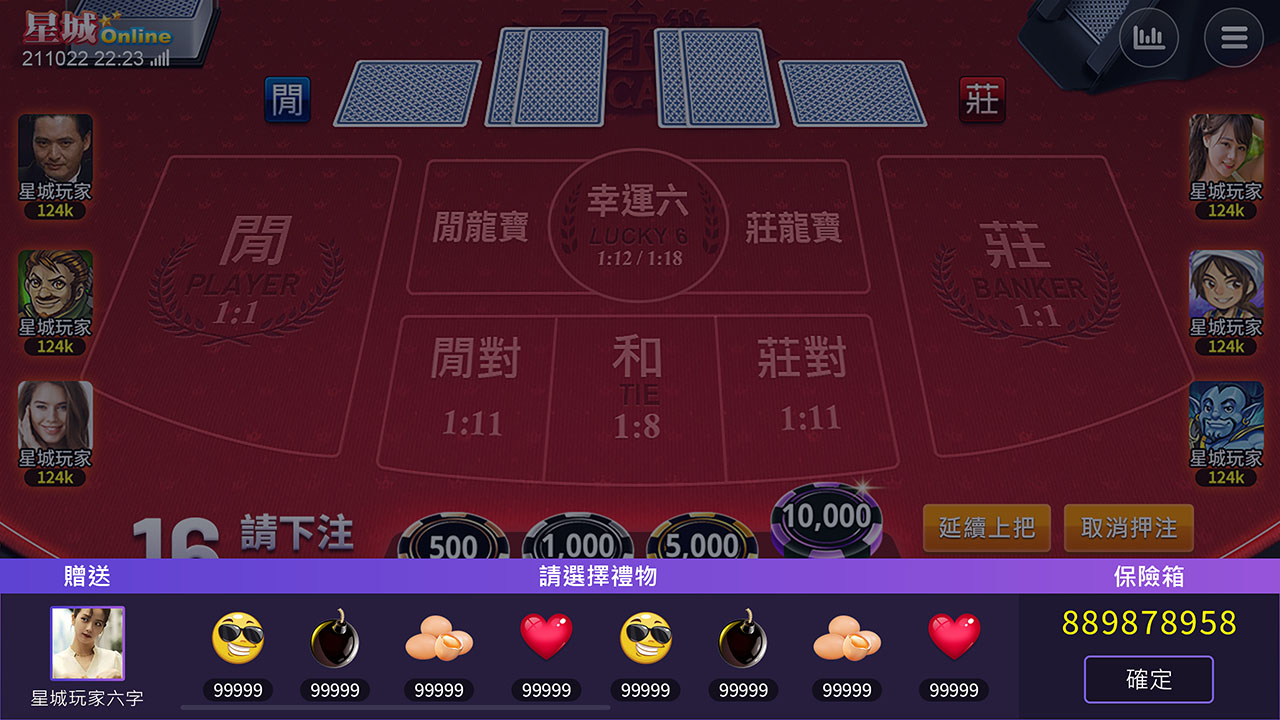 星城Online
211022 22:23
百家樂
閒
莊
星城玩家
124k
星城玩家
124k
星城玩家
124k
星城玩家
124k
星城玩家
124k
星城玩家
124k
閒
PLAYER
1:1
閒龍寶
幸運六
LUCKY 6
1:12 / 1:18
莊龍寶
莊
BANKER
1:1
閒對
1:11
和
TIE
1:8
莊對
1:11
16
請下注
500
1,000
5,000
10,000
延續上把
取消押注
贈送
請選擇禮物
保險箱
星城玩家六字
99999
99999
99999
99999
99999
99999
99999
99999
889878958
確定